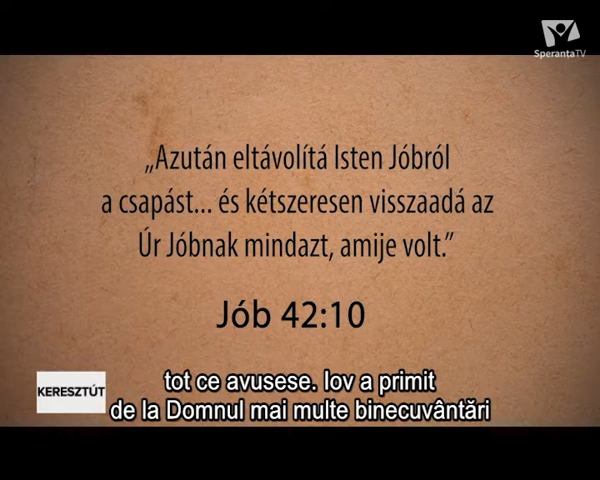 SperantaTV
„Azután eltávolítá Isten Jóbról
a csapást... és kétszeresen visszaadá az
Úr Jóbnak mindazt, amije volt.”
Jób 42:10
KERESZTÚT
tot ce avusese. Iov a primit
de la Domnul mai multe binecuvântări